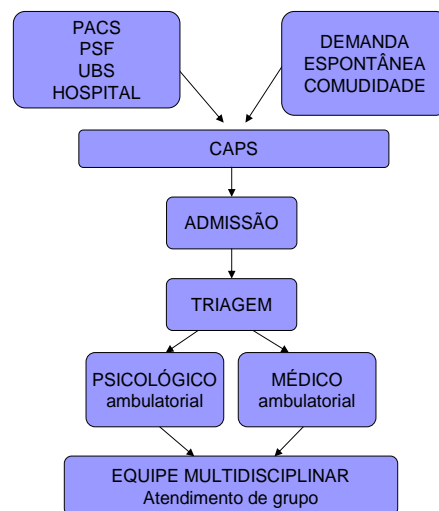 PACS
PSF
UBS
HOSPITAL
DEMANDA
ESPONTÂNEA
COMUDIDADE
CAPS
ADMISSÃO
TRIAGEM
PSICOLÓGICO
ambulatorial
MÉDICO
ambulatorial
EQUIPE MULTIDISCIPLINAR
Atendimento de grupo